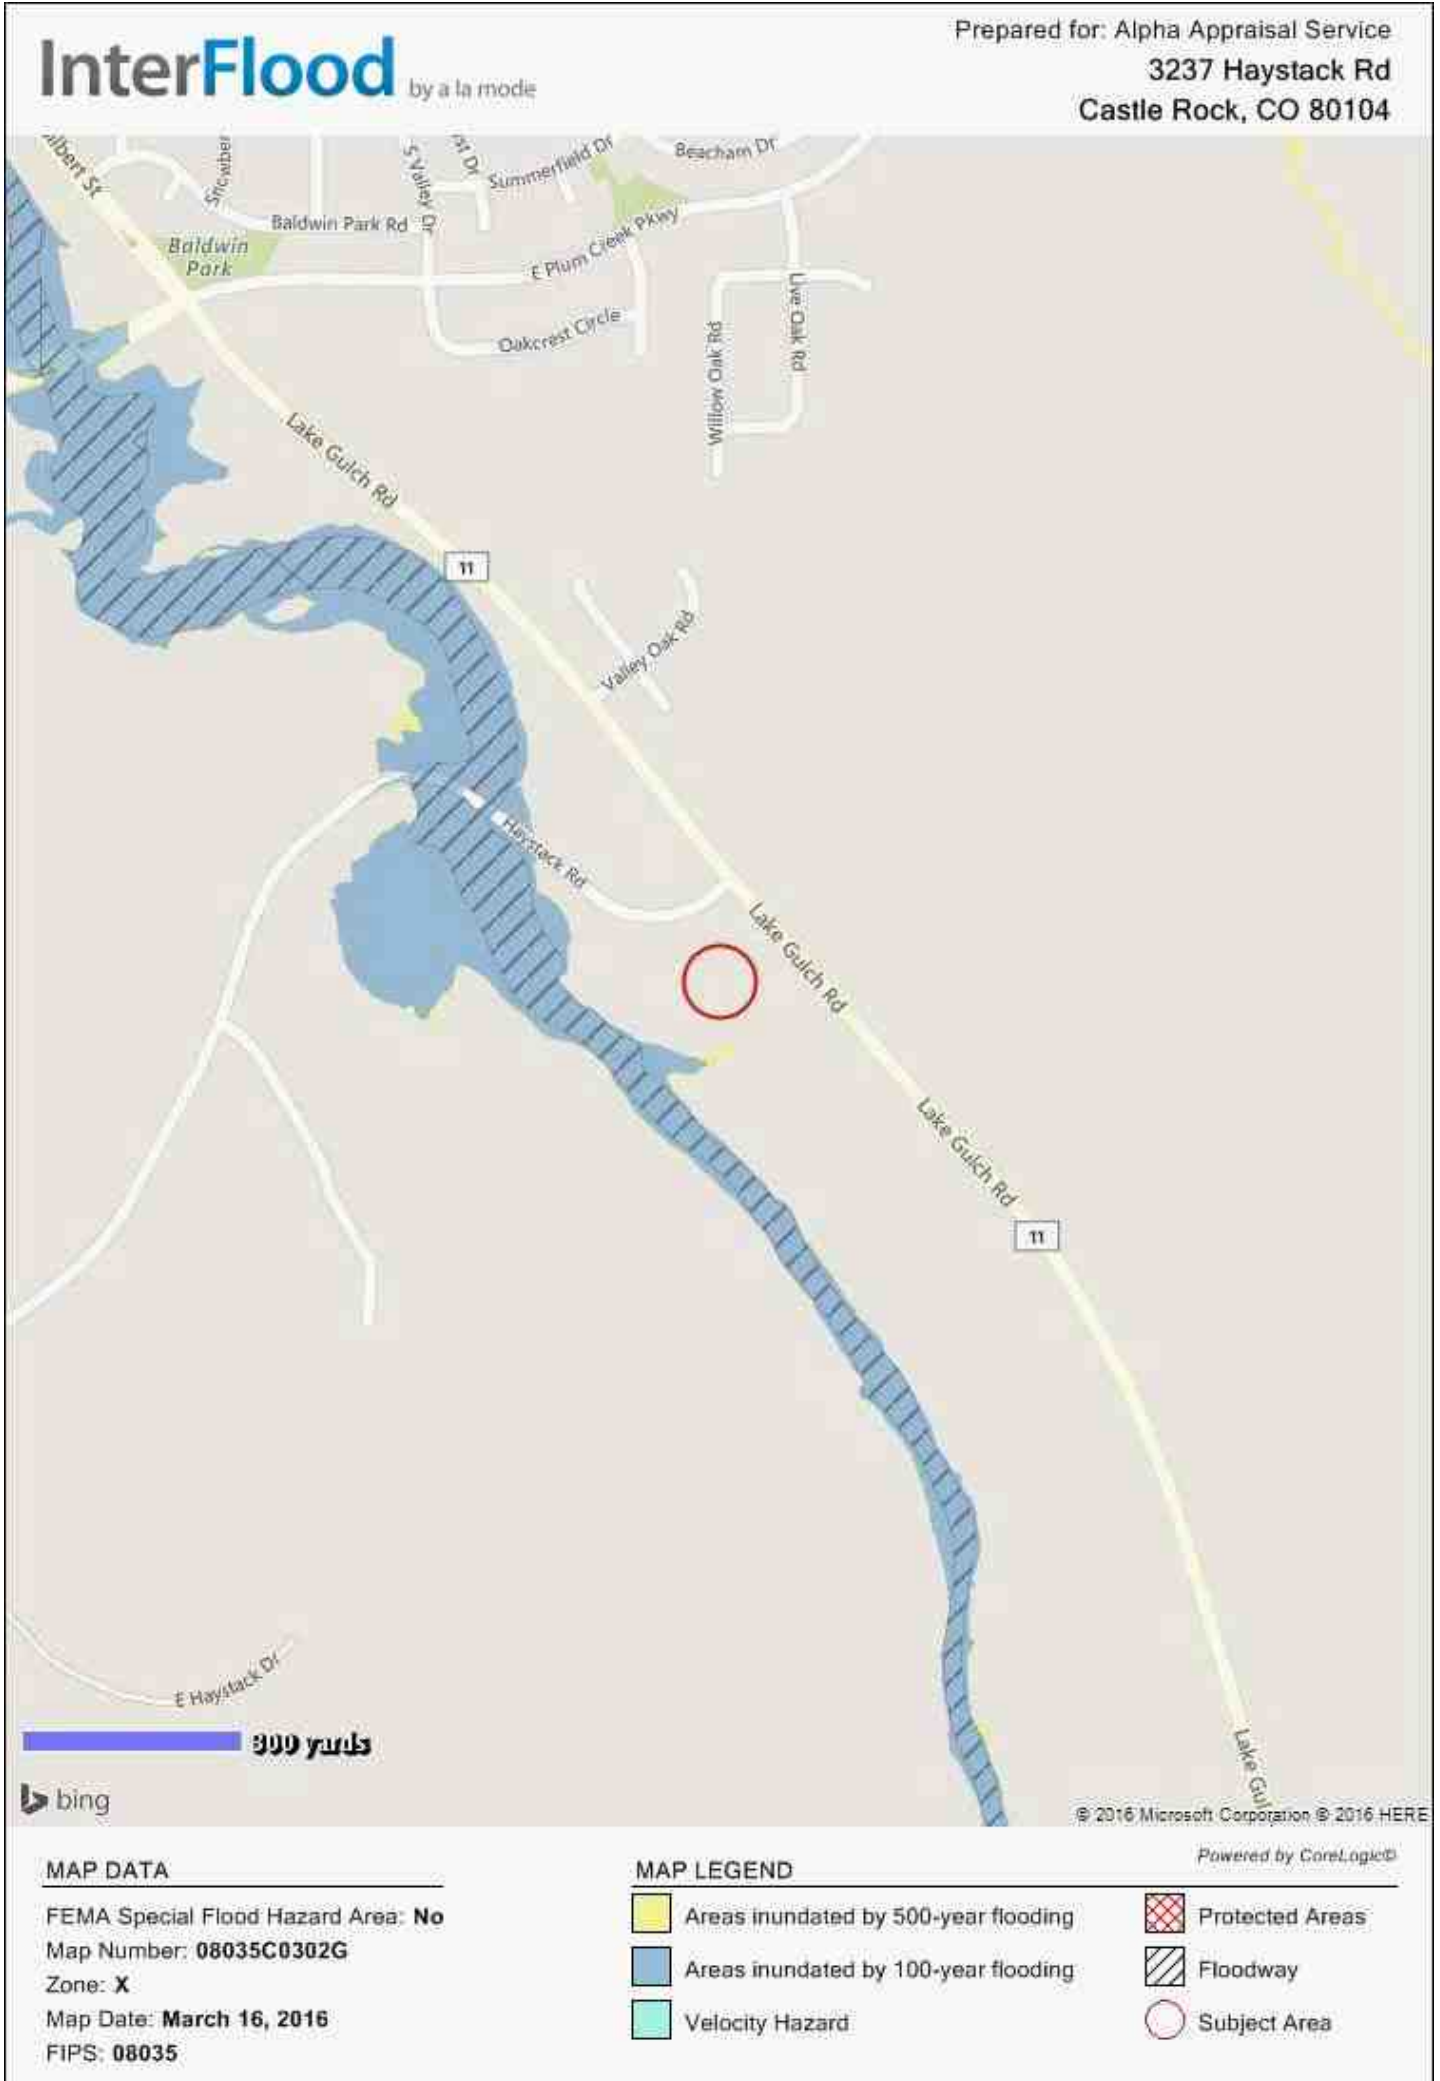 InterFlood by a la mode
Prepared for: Alpha Appraisal Service
3237 Haystack Rd
Castle Rock, CO 80104
Summerfield Dr
Beacham Dr
S Valley Dr
Baldwin Park Rd
Baldwin
Park
E Plum Creek Pkwy
Oakcrest Circle
Willow Oak Rd
Live Oak Rd
Lake Gulch Rd
11
Valley Oak Rd
Haystack Rd
Lake Gulch Rd
Lake Gulch Rd
11
E Haystack Dr
Lake Gul
yards
bing
© 2016 Microsoft Corporation © 2016 HERE
Powered by CoreLogic©
MAP DATA
FEMA Special Flood Hazard Area: No
Map Number: 08035C0302G
Zone: X
Map Date: March 16, 2016
FIPS: 08035
MAP LEGEND
Areas inundated by 500-year flooding
Areas inundated by 100-year flooding
Velocity Hazard
Protected Areas
Floodway
Subject Area